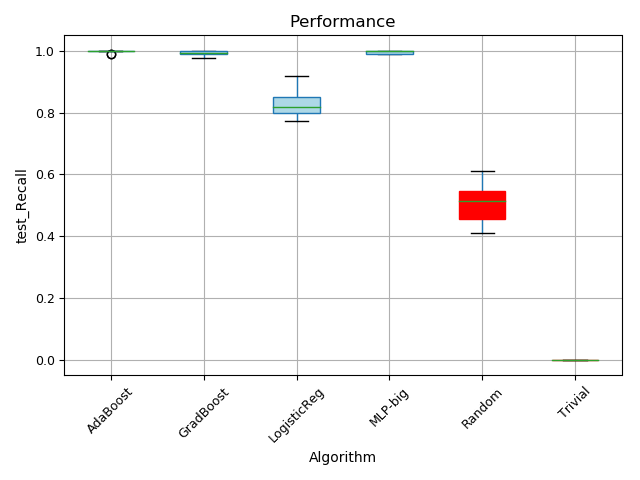 Performance
test_Recall
1.0
0.8
0.6
0.4
0.2
0.0
AdaBoost
GradBoost
LogisticReg
MLP-big
Random
Trivial
Algorithm